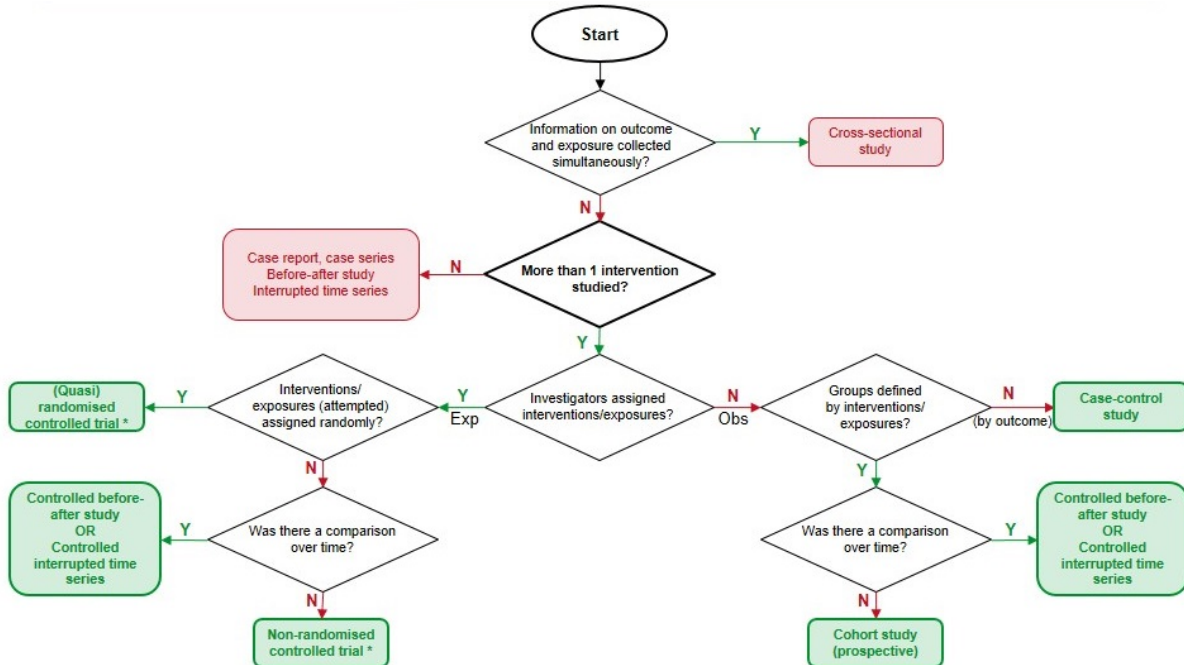 Start
Information on outcome
and exposure collected
simultaneously?
Y
Cross-sectional
study
N
Case report, case series
Before-after study
Interrupted time series
N
More than 1 intervention
studied?
Y
(Quasi)
randomised
controlled trial *
Y
Interventions/
exposures (attempted)
assigned randomly?
Y
Exp
Investigators assigned
interventions/exposures?
N
Obs
Groups defined
by interventions/
exposures?
N
(by outcome)
Case-control
study
N
Y
Controlled before-
after study
OR
Controlled
interrupted time
series
Y
Was there a comparison
over time?
Was there a comparison
over time?
Y
Controlled before-
after study
OR
Controlled
interrupted time
series
N
N
Non-randomised
controlled trial *
Cohort study
(prospective)